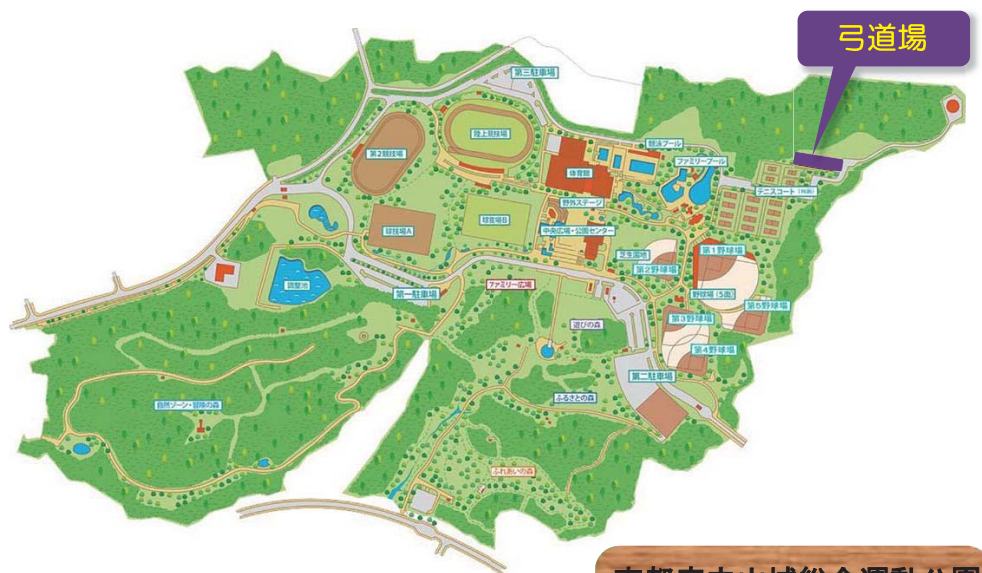 弓道場
第三駐車場
陸上競技場
第2競技場
競泳プール
ファミリープール
体育館
テニスコート
野外ステージ
球技場A
球技場B
中央広場・公園センター
芝生園地
第1野球場
第2野球場
調整池
第一駐車場
ファミリー広場
野球場(5面)
第5野球場
第3野球場
遊びの森
第4野球場
第二駐車場
自然ゾーン・冒険の森
ふるさとの森
ふれあいの森